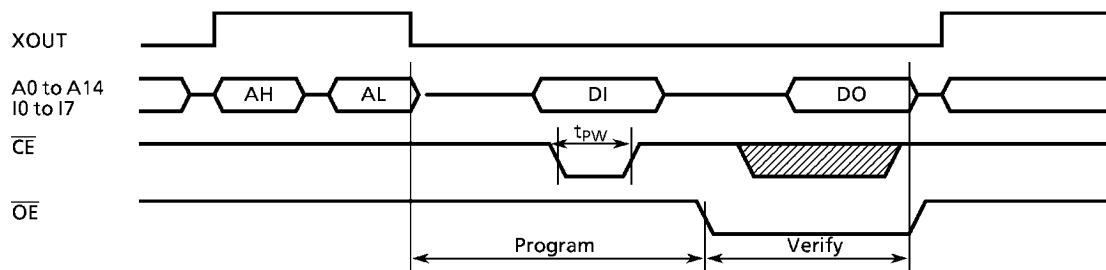 XOUT
A0 to A14
I0 to I7
AH
AL
DI
DO
CE
tPW
OE
Program
Verify